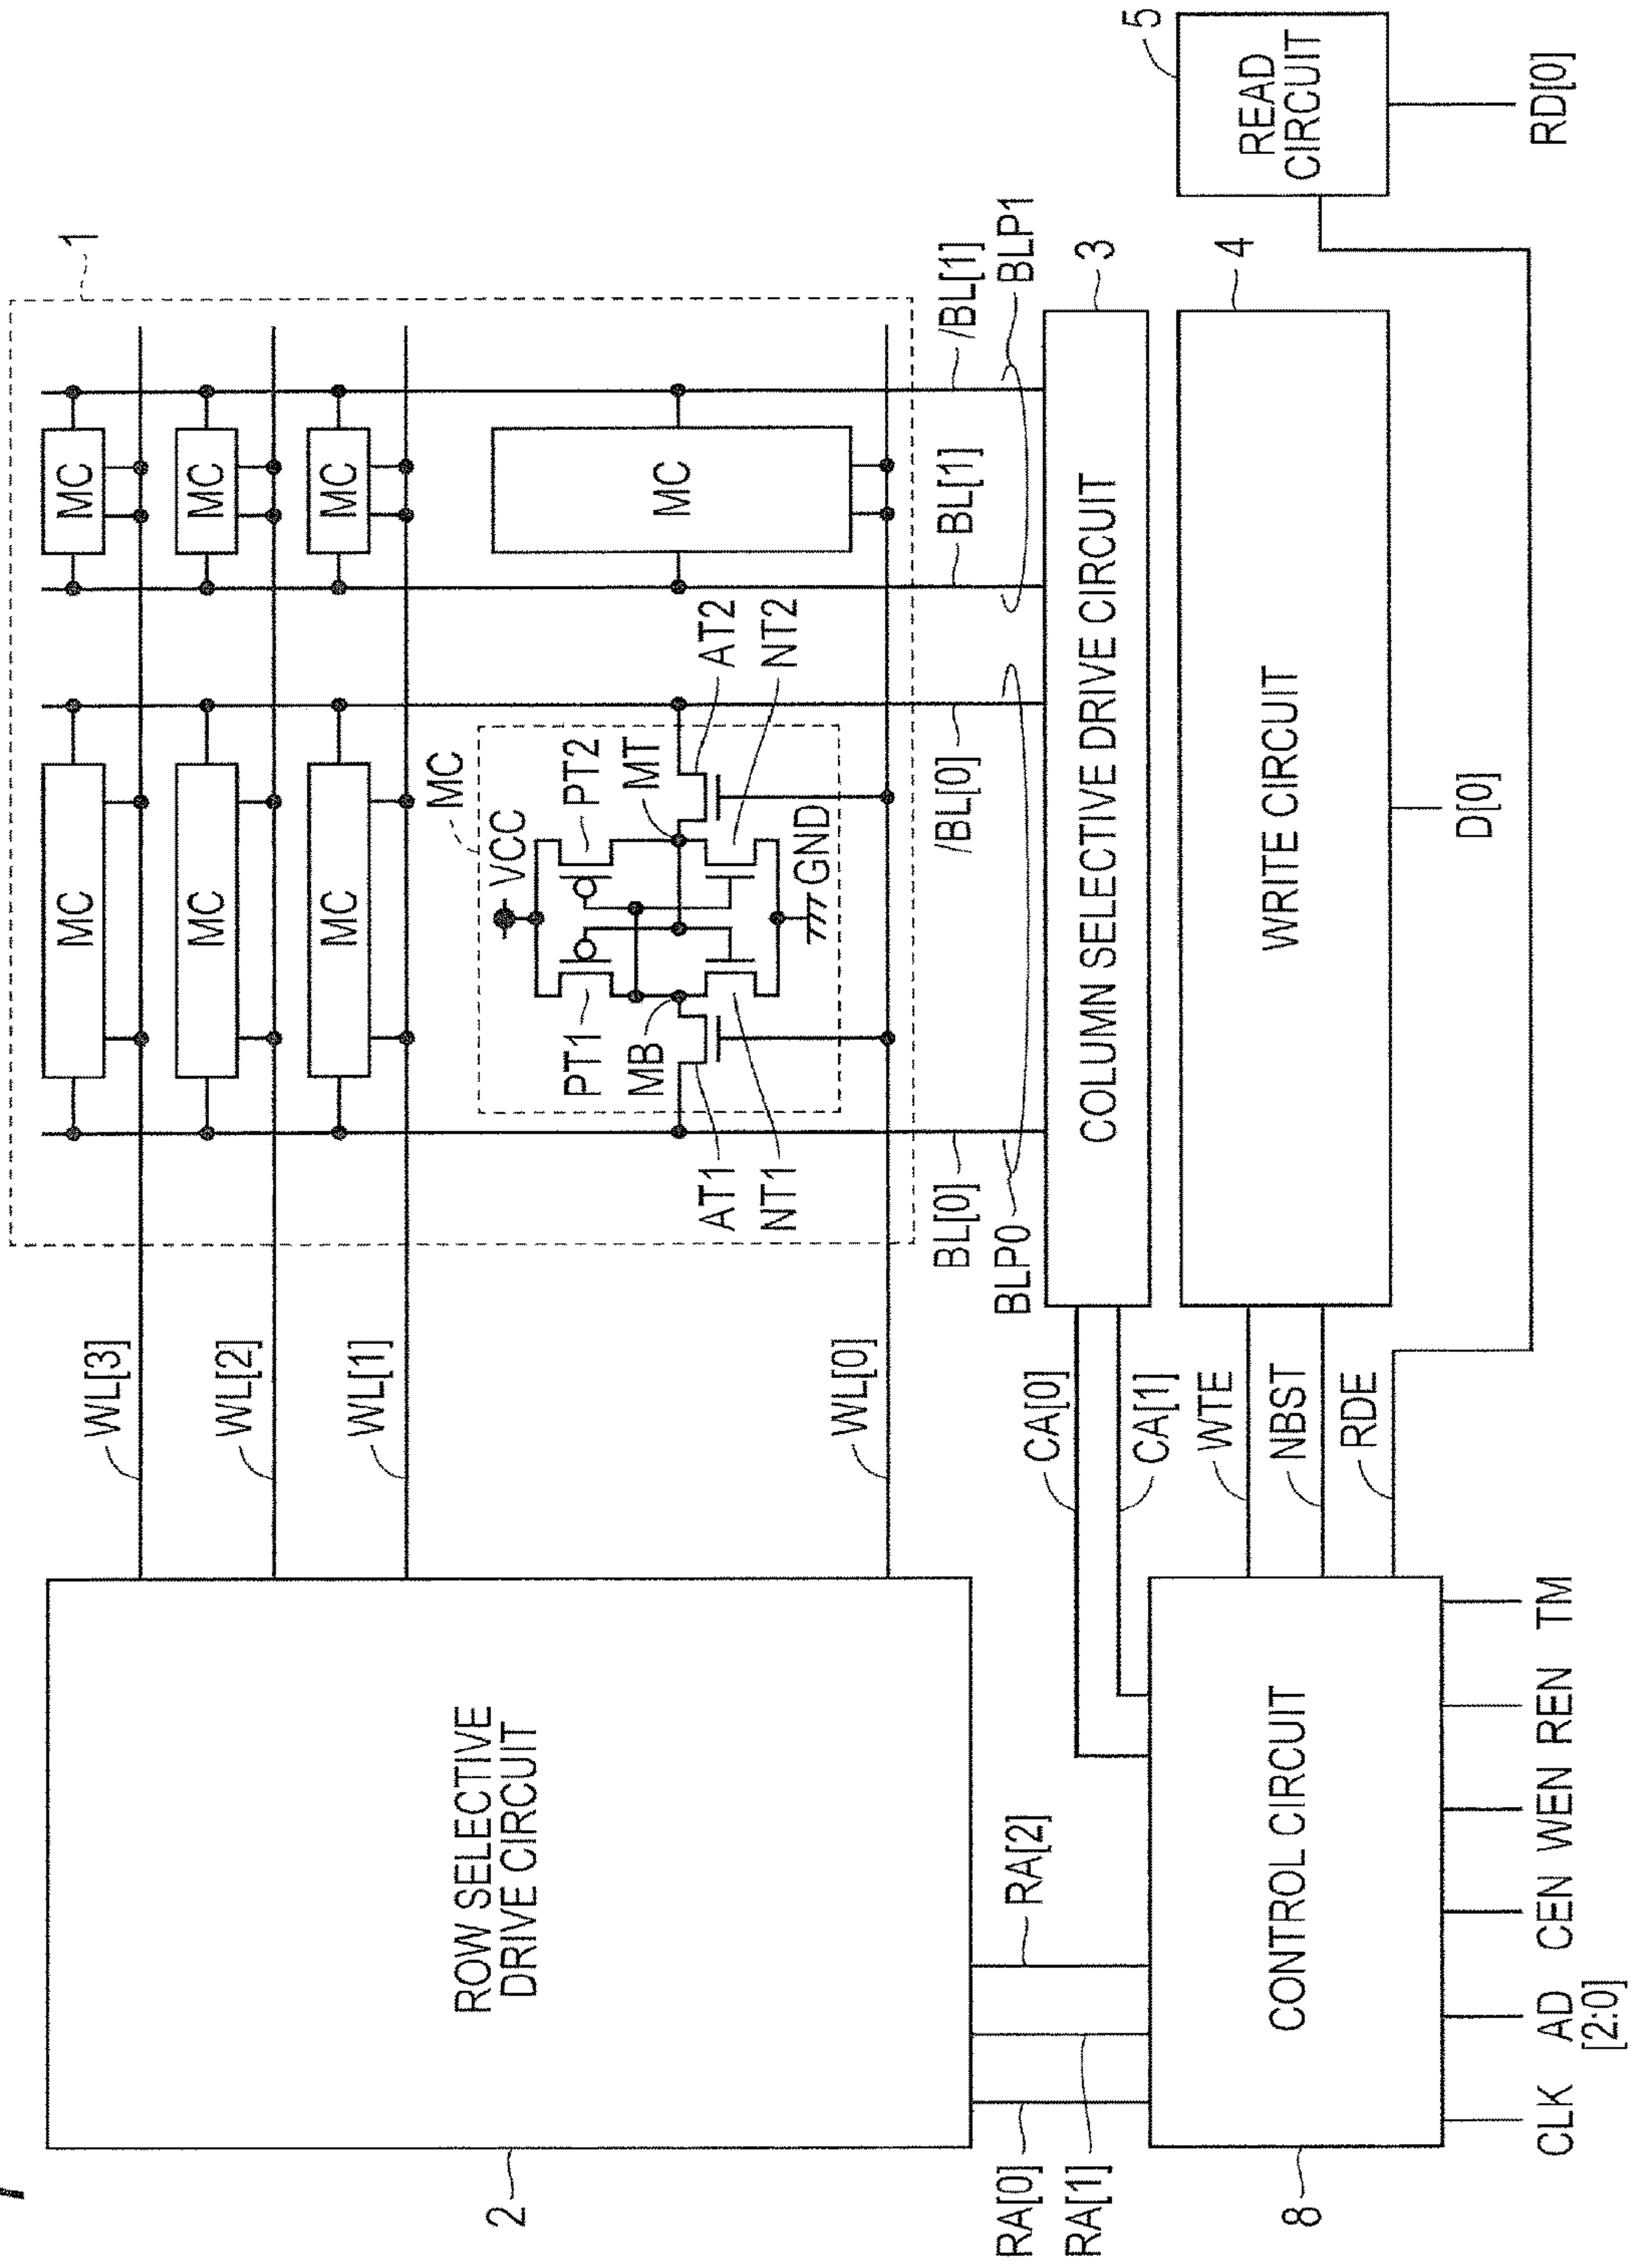 1
WL[3]
WL[2]
WL[1]
WL[0]
MC
MC
MC
MC
MC
MC
MC
MC
VCC
PT1
PT2
MB
MT
GND
AT1
NT1
AT2
NT2
BL[0]
/BL[0]
BL[1]
/BL[1]
BLP0
BLP1
ROW SELECTIVE
DRIVE CIRCUIT
2
COLUMN SELECTIVE DRIVE CIRCUIT
3
WRITE CIRCUIT
4
READ
CIRCUIT
5
RD[0]
D[0]
CA[0]
CA[1]
WTE
NBST
RDE
RA[0]
RA[1]
RA[2]
CONTROL CIRCUIT
8
CLK
AD
[2:0]
CEN
WEN
REN
TM